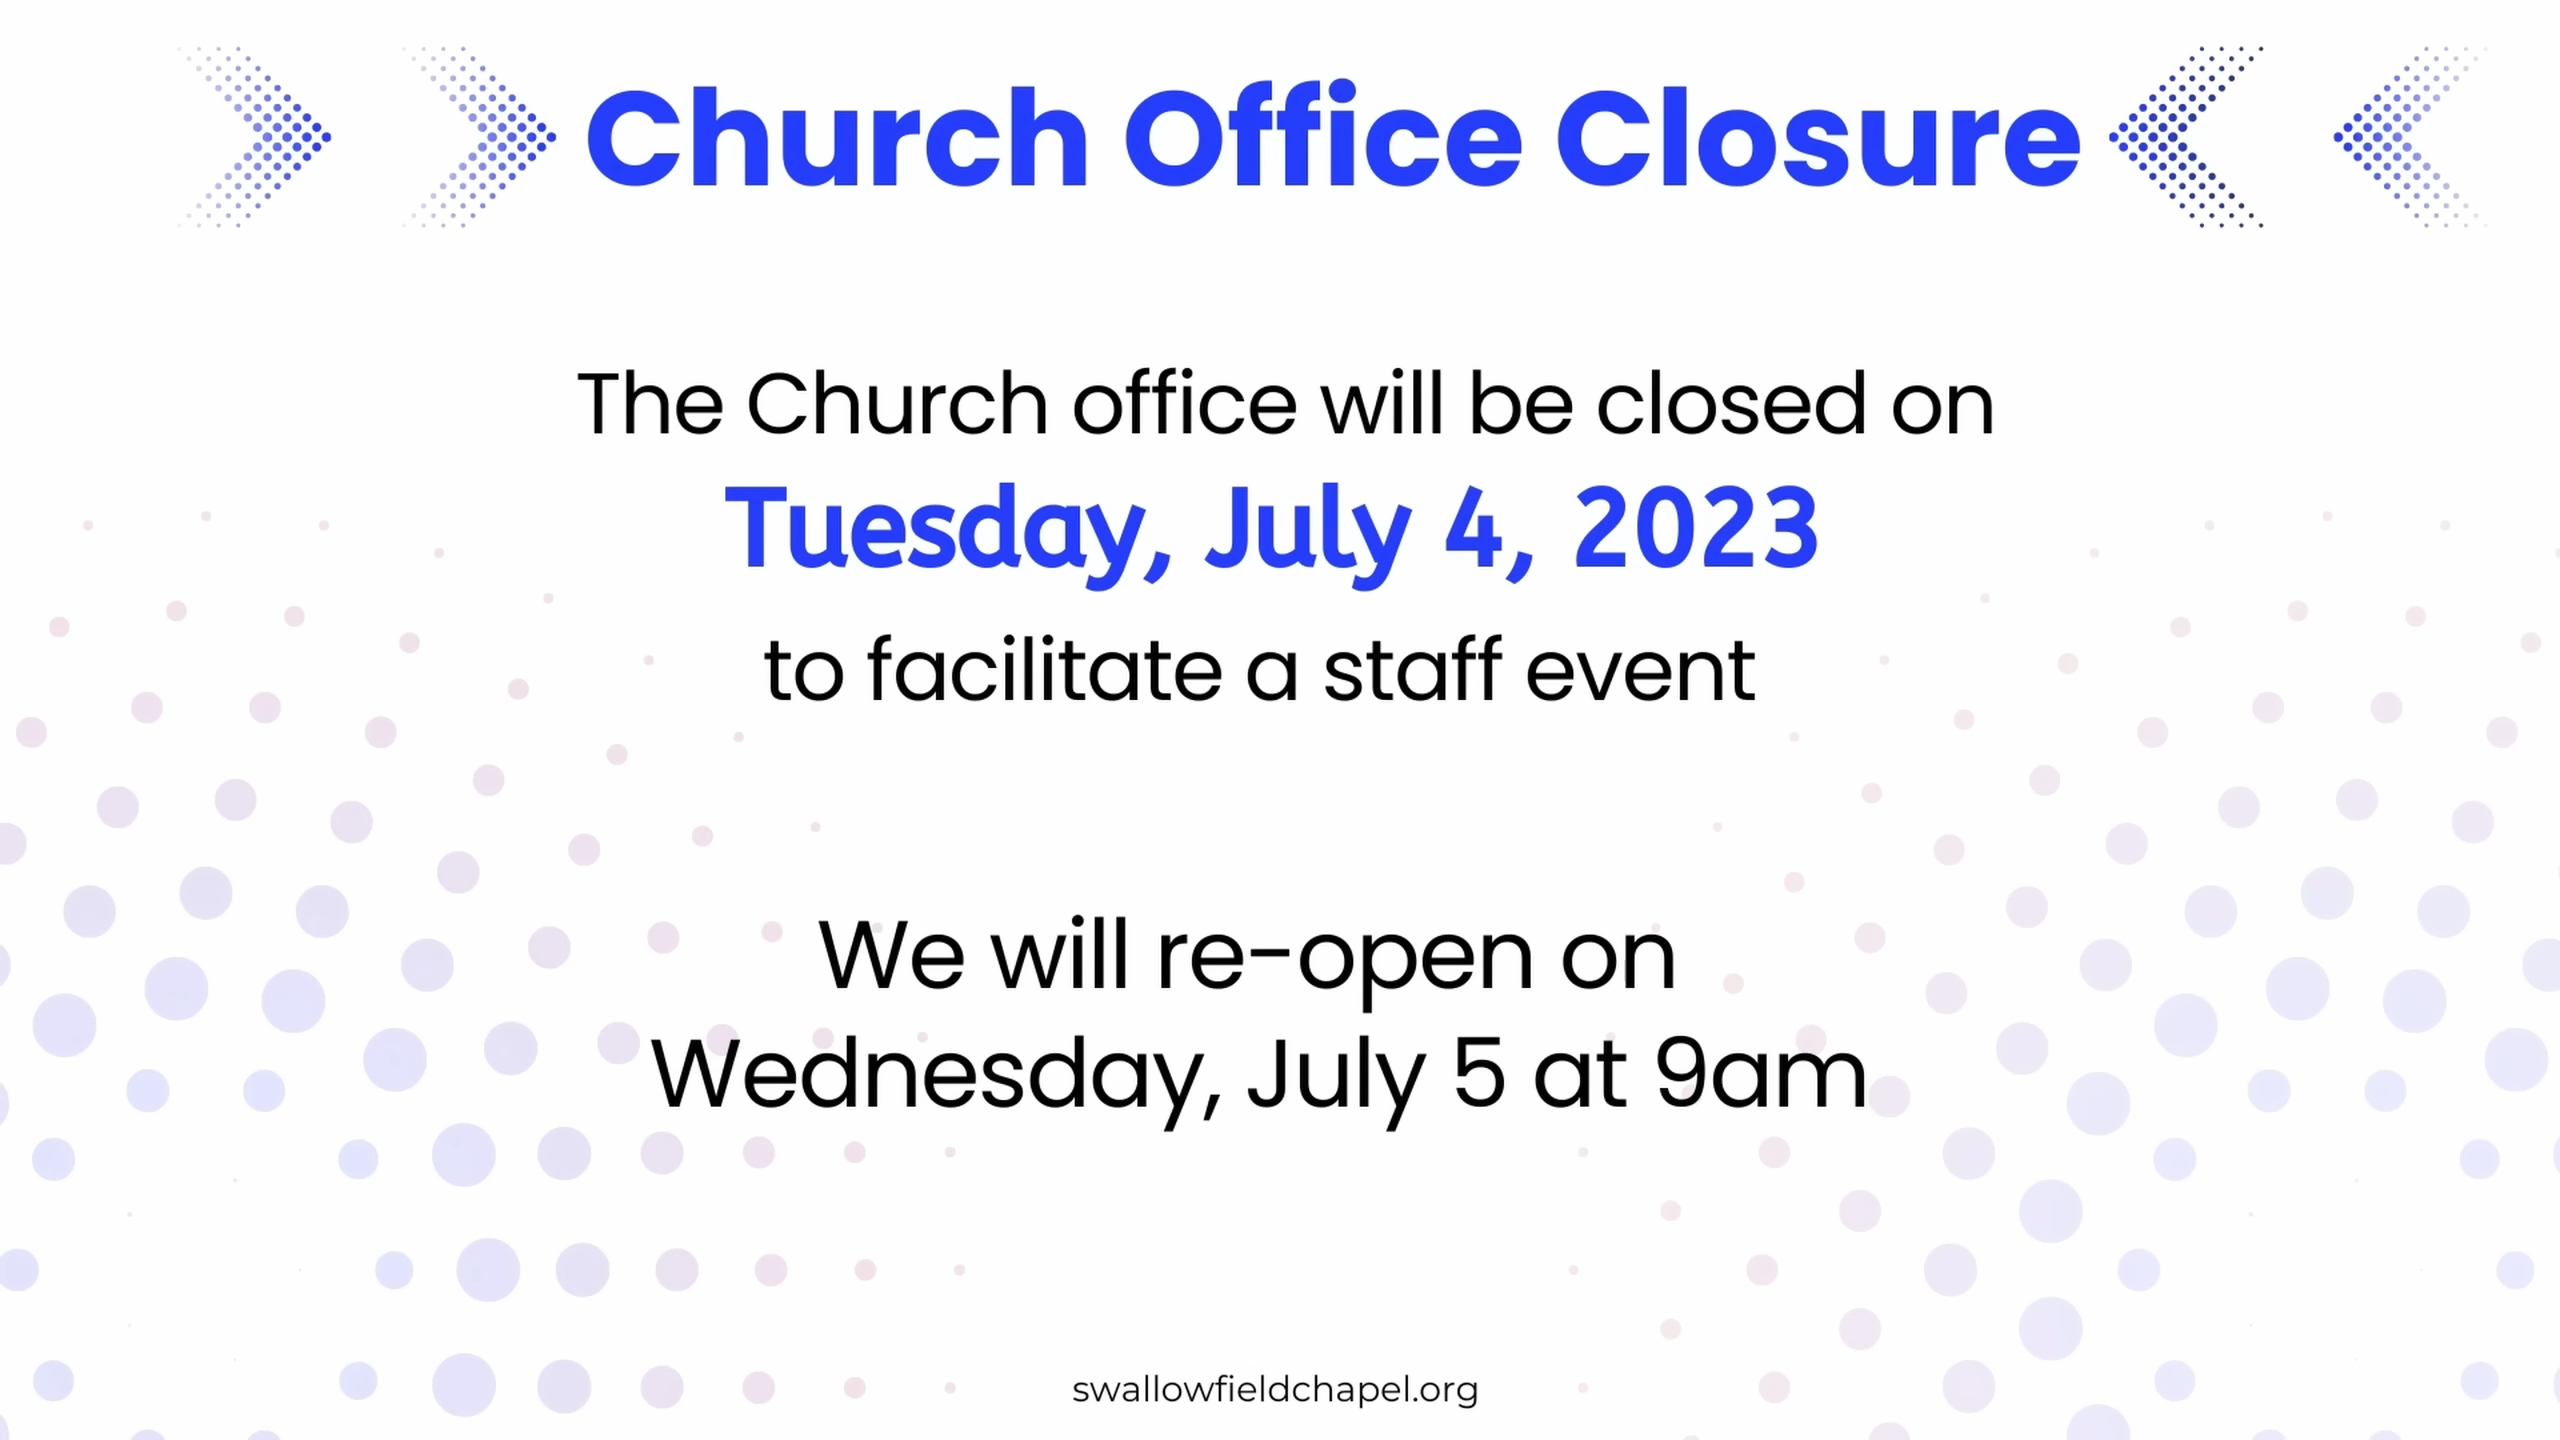 Church Office Closure
The Church office will be closed on
Tuesday, July 4, 2023
to facilitate a staff event
We will re-open on
Wednesday, July 5 at 9am
swallowfieldchapel.org